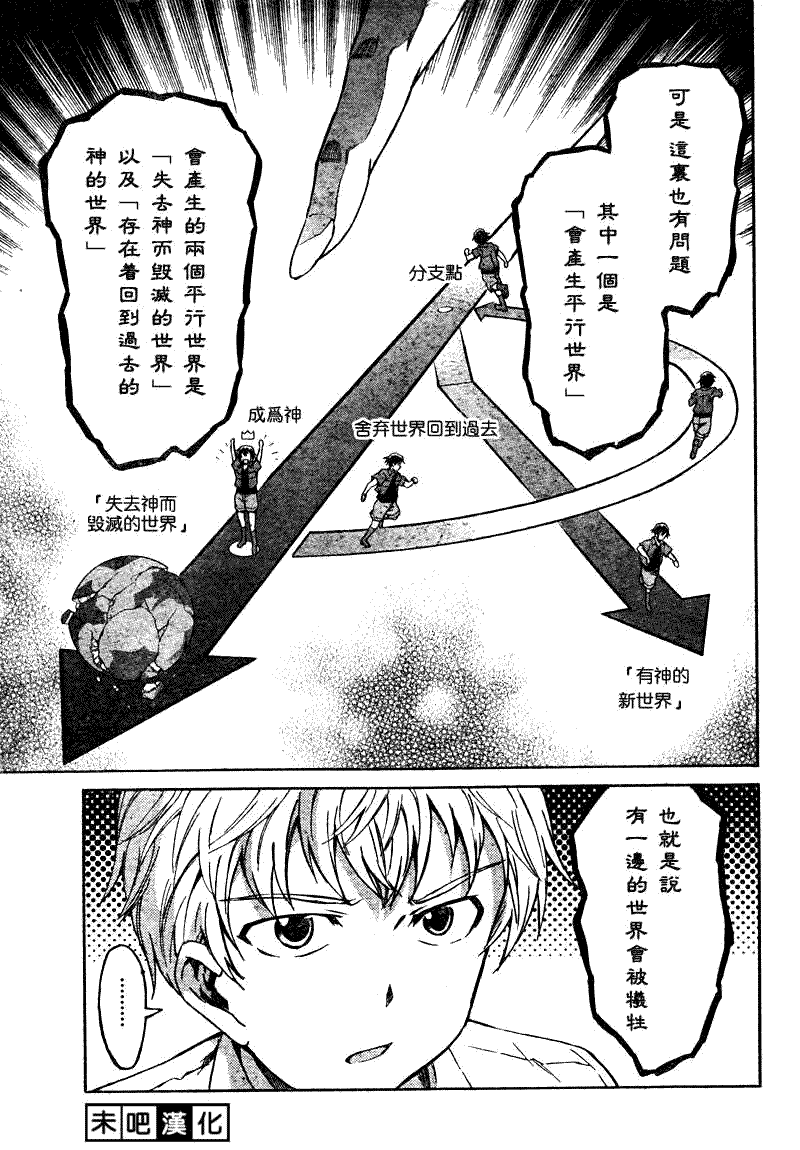 可是 這裏也有問題
其中一個是
「會產生平行世界」
會產生的兩個平行世界是
「失去神而毀滅的世界」
以及「存在着回到過去的
神的世界」
分支點
成爲神
舍弃世界回到過去
「失去神而
毀滅的世界」
「有神的
新世界」
也就是說
有一邊的世界會被犧牲
………
未吧漢化